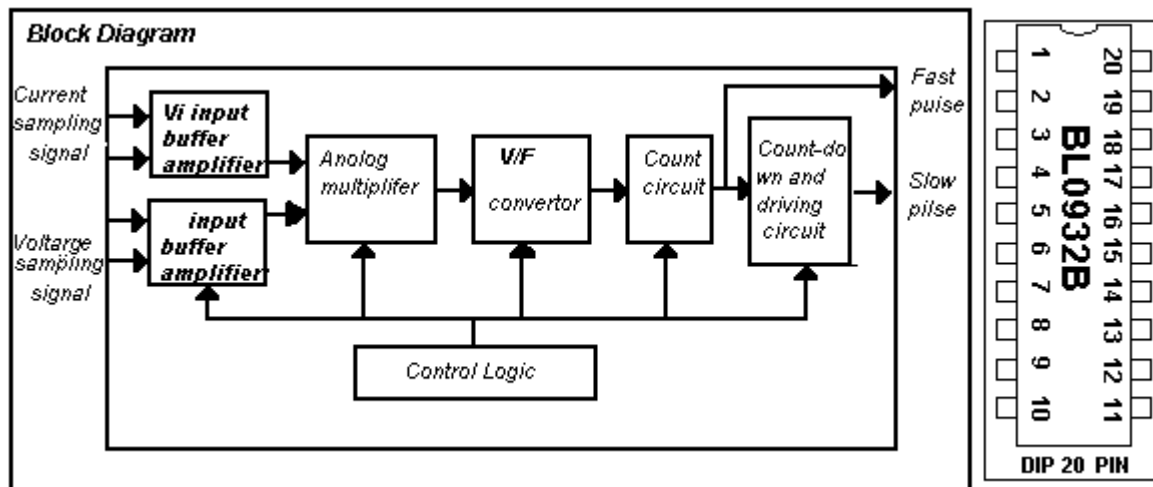 Block Diagram
Current
sampling
signal
Vi input
buffer
amplifier
Voltarge
sampling
signal
input
buffer
amplifier
Anolog
multiplifer
V/F
convertor
Count
circuit
Count-do
wn and
driving
circuit
Fast
puise
Slow
pilse
Control Logic
1
2
3
4
5
6
7
8
9
10
BL0932B
20
19
18
17
16
15
14
13
12
11
DIP 20 PIN